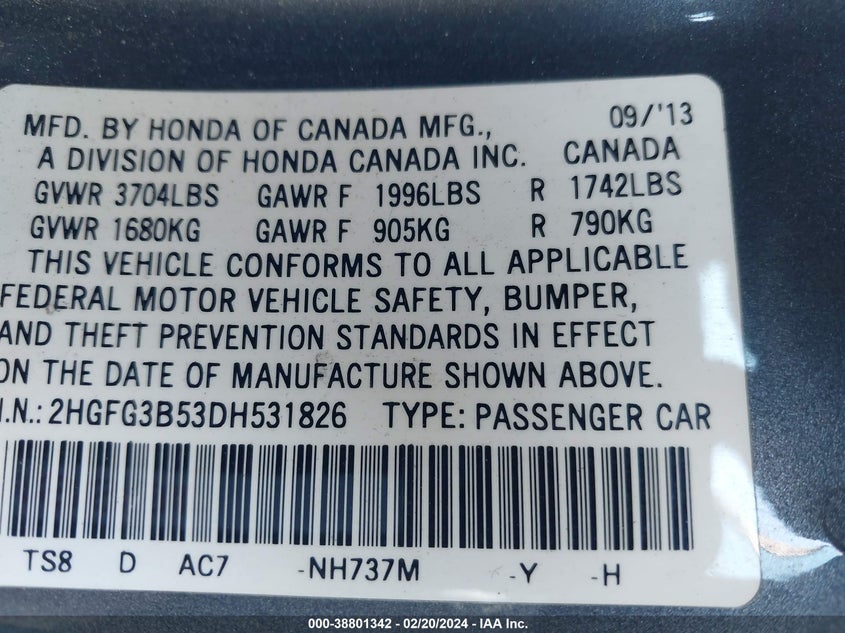 MFD. BY HONDA OF CANADA MFG., 09/'13
A DIVISION OF HONDA CANADA INC. CANADA
GVWR 3704LBS GAWR F 1996LBS R 1742LBS
GVWR 1680KG GAWR F 905KG R 790KG
THIS VEHICLE CONFORMS TO ALL APPLICABLE
FEDERAL MOTOR VEHICLE SAFETY, BUMPER,
AND THEFT PREVENTION STANDARDS IN EFFECT
ON THE DATE OF MANUFACTURE SHOWN ABOVE.
I.N.: 2HGFG3B53DH531826 TYPE: PASSENGER CAR
TS8 D AC7 -NH737M -Y -H
000-38801342 - 02/20/2024 - IAA Inc.